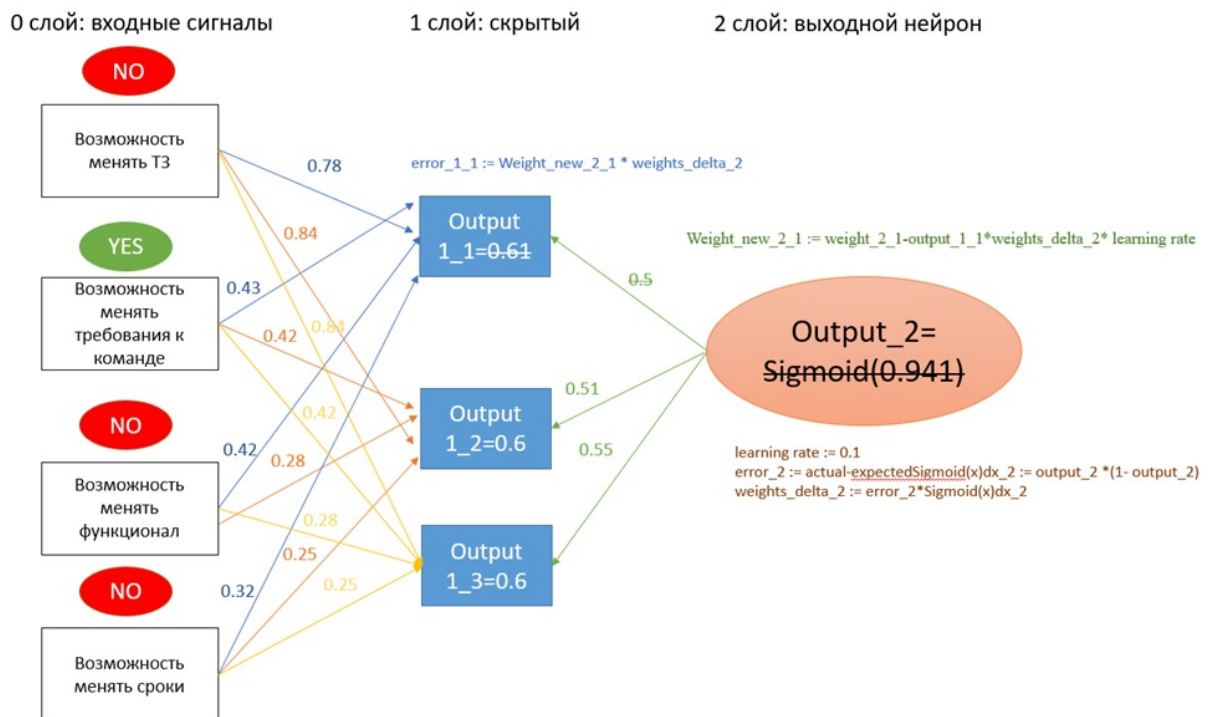 0 слой: входные сигналы
1 слой: скрытый
2 слой: выходной нейрон
NO
Возможность
менять ТЗ
0.78
error_1_1 := Weight_new_2_1 * weights_delta_2
Output
1_1=0.61
YES
0.84
Weight_new_2_1 := weight_2_1-output_1_1*weights_delta_2* learning rate
Возможность
менять
требования к
команде
0.43
0.84
0.42
0.5
Output_2=
Sigmoid(0.941)
0.51
Output
1_2=0.6
0.42
NO
0.42
0.28
0.55
learning rate := 0.1
error_2 := actual-expectedSigmoid(x)dx_2 := output_2 *(1- output_2)
weights_delta_2 := error_2*Sigmoid(x)dx_2
Возможность
менять
функционал
0.28
0.25
Output
1_3=0.6
NO
0.32
0.25
Возможность
менять сроки